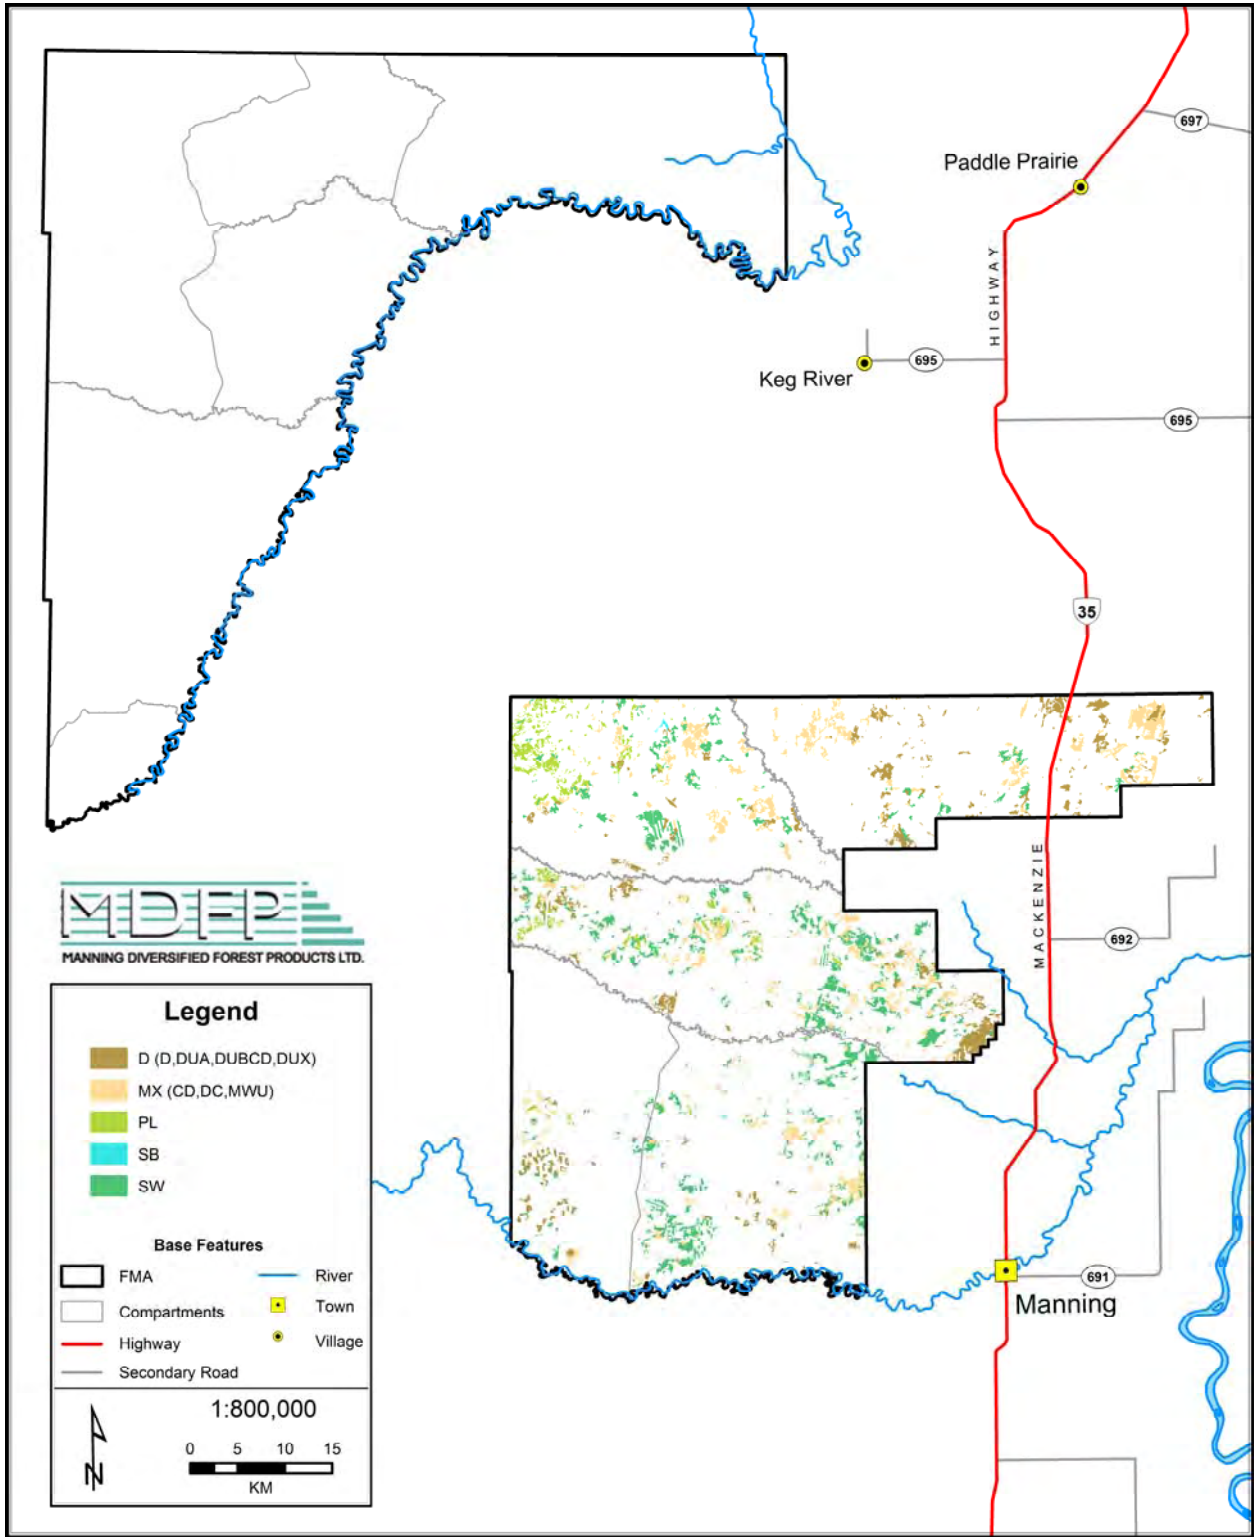 697
Paddle Prairie
HIGHWAY
695
Keg River
695
35
MACKENZIE
692
MDFP
MANNING DIVERSIFIED FOREST PRODUCTS LTD.
Legend
D (D,DUA,DUBCD,DUX)
MX (CD,DC,MWU)
PL
SB
SW
Base Features
FMA
River
Compartments
Town
Highway
Village
Secondary Road
1:800,000
0 5 10 15
KM
N
691
Manning